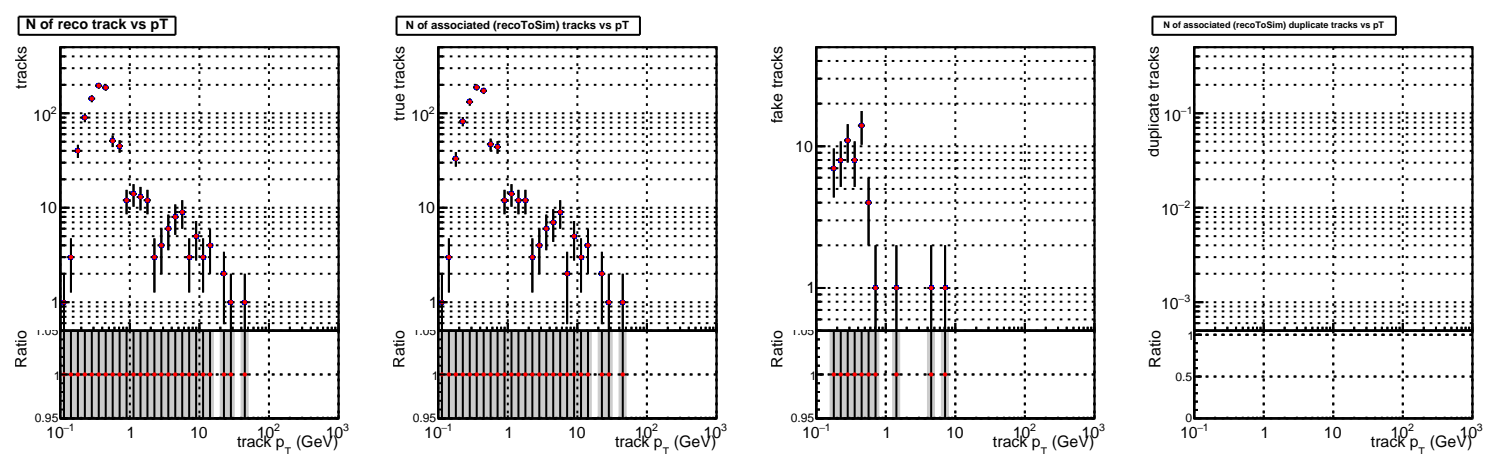 N of reco track vs pT
tracks
10²
10
1
1.05
Ratio
1
0.95
10⁻¹ 1 10 10² 10³
track p_T (GeV)
N of associated (recoToSim) tracks vs pT
true tracks
10²
10
1
1.05
Ratio
1
0.95
10⁻¹ 1 10 10² 10³
track p_T (GeV)
fake tracks
10
1
1.05
Ratio
1
0.95
10⁻¹ 1 10 10² 10³
track p_T (GeV)
N of associated (recoToSim) duplicate tracks vs pT
duplicate tracks
10⁻¹
10⁻²
10⁻³
Ratio
1
0.5
0
10⁻¹ 1 10 10² 10³
track p_T (GeV)